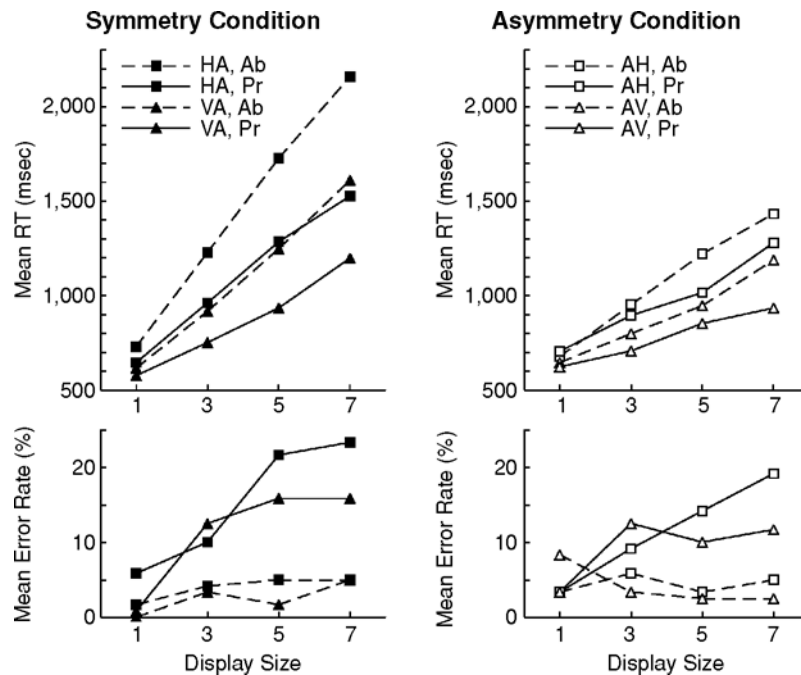 Symmetry Condition
HA, Ab
HA, Pr
VA, Ab
VA, Pr
Mean RT (msec)
2,000
1,500
1,000
500
1 3 5 7
Mean Error Rate (%)
20
10
0
1 3 5 7
Display Size
Asymmetry Condition
AH, Ab
AH, Pr
AV, Ab
AV, Pr
Mean RT (msec)
2,000
1,500
1,000
500
1 3 5 7
Mean Error Rate (%)
20
10
0
1 3 5 7
Display Size